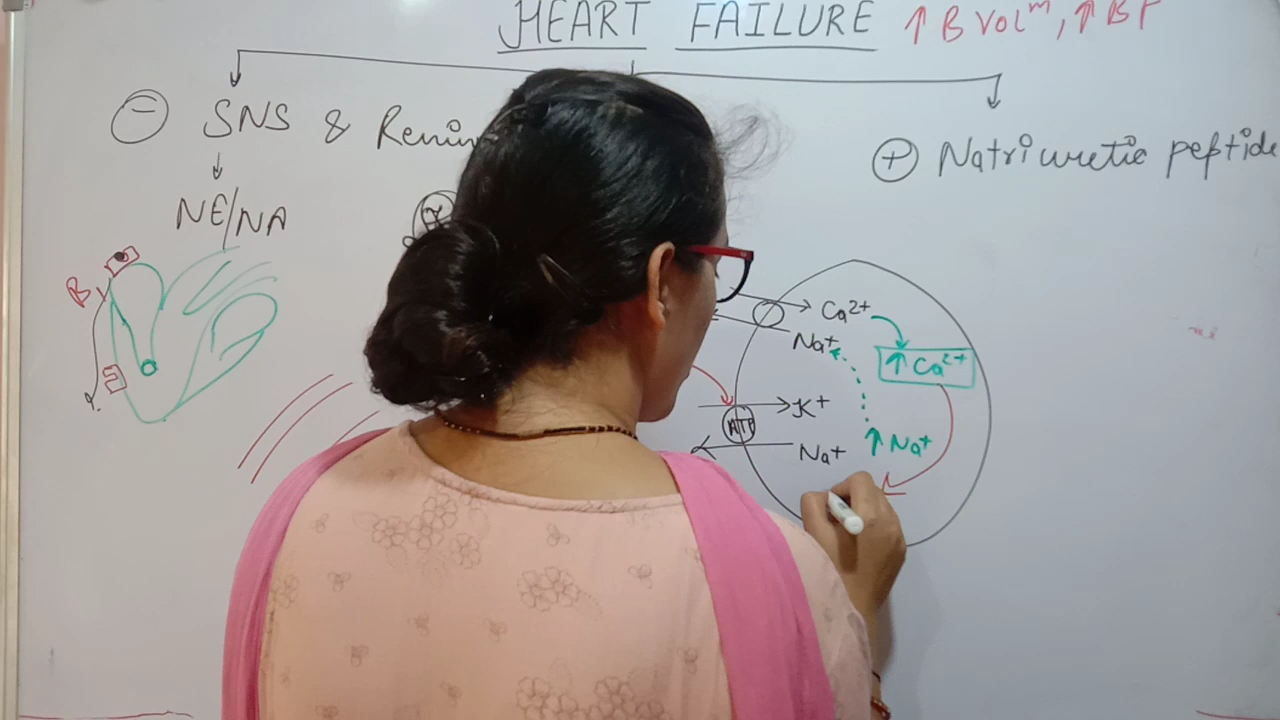 HEART FAILURE ↑ B Volᵐ, ↑ BP
⊖ SNS & Renin
⊕ Natriuretic peptide
↓
NE/NA
B
Ca²⁺
Na⁺
↑ Ca²⁺
K⁺
ATP
↑ Na⁺
Na⁺